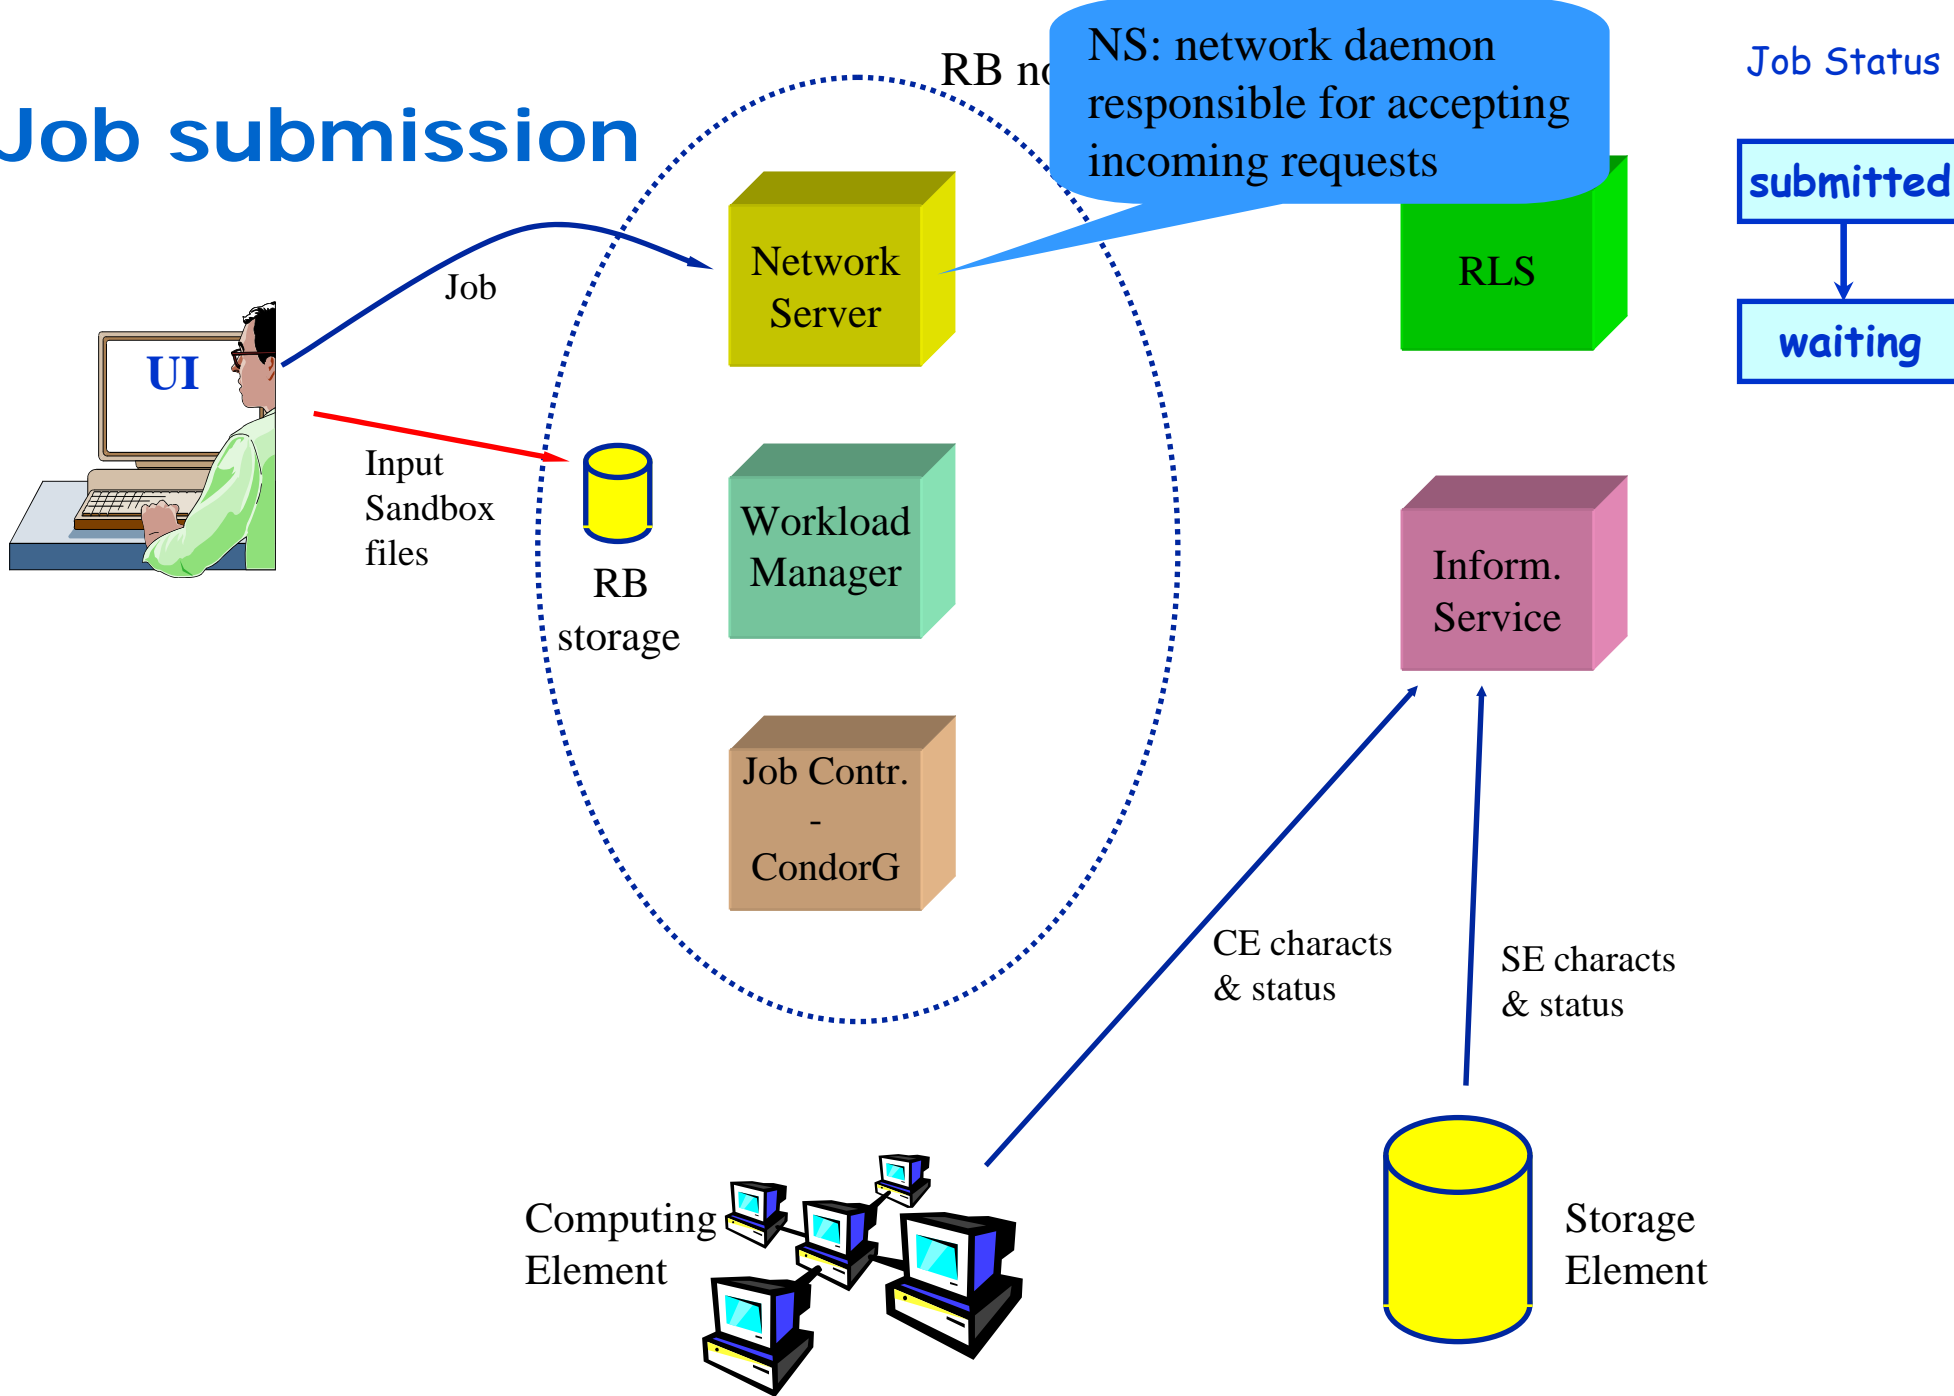 Job submission
RB
NS: network daemon
responsible for accepting
incoming requests
Job Status
submitted
waiting
Network
Server
RLS
Job
UI
Input
Sandbox
files
RB
storage
Workload
Manager
Inform.
Service
Job Contr.
-
CondorG
CE characts
& status
SE characts
& status
Computing
Element
Storage
Element